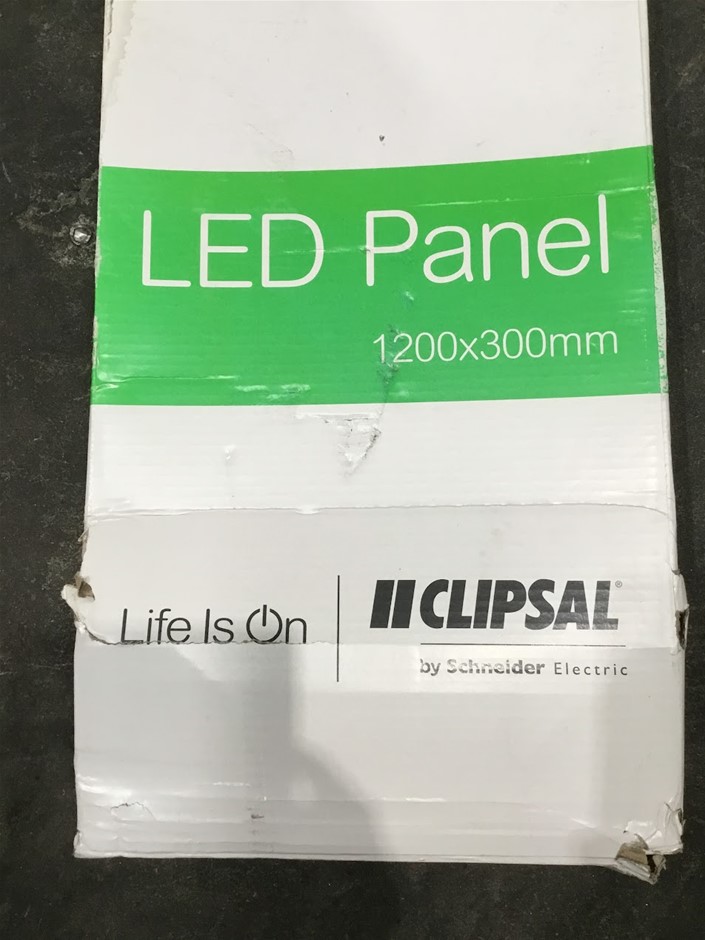 LED Panel
1200x300mm
Life Is On
CLIPSAL®
by Schneider Electric